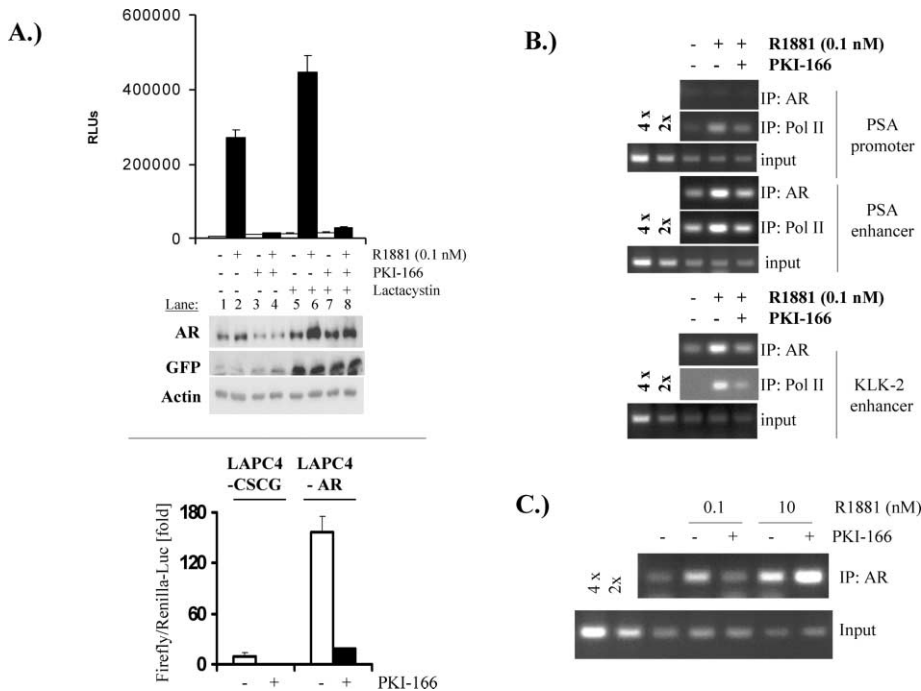 A.)
600000
400000
200000
0
RLUs
- + - + - + - + R1881 (0.1 nM)
- - + + - - + + PKI-166
+ + + + Lactacystin
Lane: 1 2 3 4 5 6 7 8
AR
GFP
Actin
LAPC4 LAPC4
-CSCG - AR
Firefly/Renilla-Luc [fold]
180
120
60
0
- + - + PKI-166
B.)
- + + R1881 (0.1 nM)
- - + PKI-166
IP: AR
4 x 2x IP: Pol II
input
PSA
promoter
IP: AR
4 x 2x IP: Pol II
input
PSA
enhancer
- + + R1881 (0.1 nM)
- - + PKI-166
IP: AR
4 x 2x IP: Pol II
input
KLK-2
enhancer
C.)
0.1 10 R1881 (nM)
- - + - + PKI-166
4 x 2x IP: AR
Input